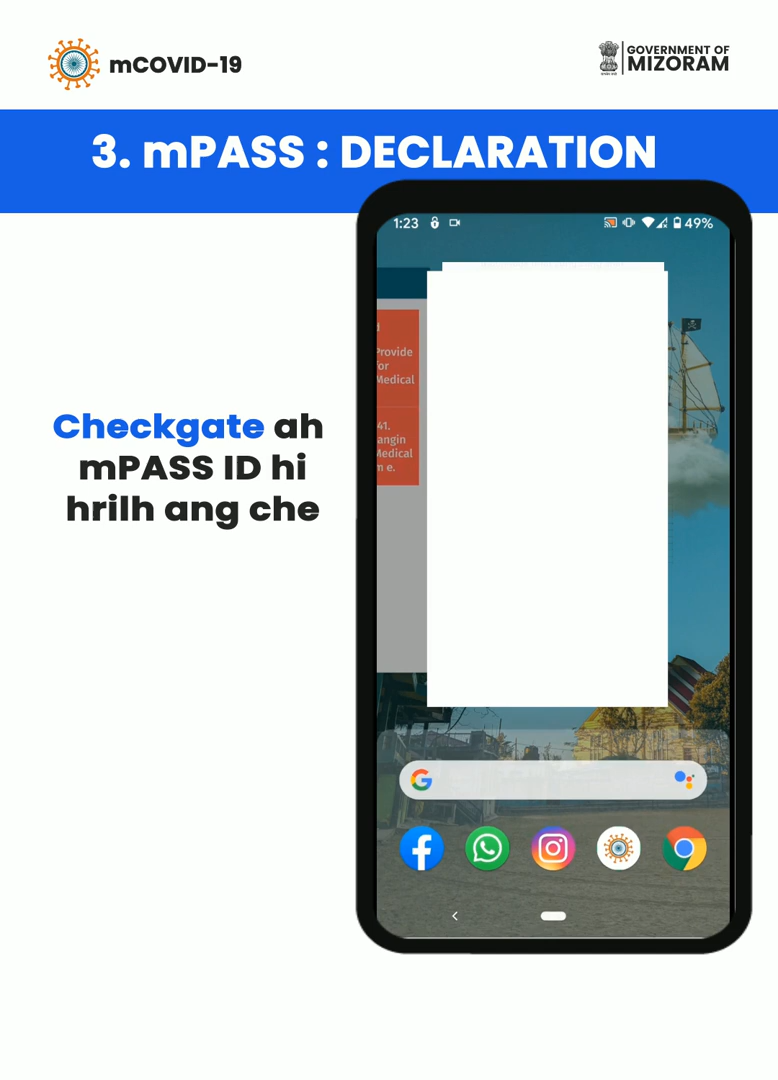 mCOVID-19
GOVERNMENT OF
MIZORAM
3. mPASS : DECLARATION
1:23
49%
Provide
or
Medical
41.
angin
Medical
m e.
Checkgate ah
mPASS ID hi
hrilh ang che